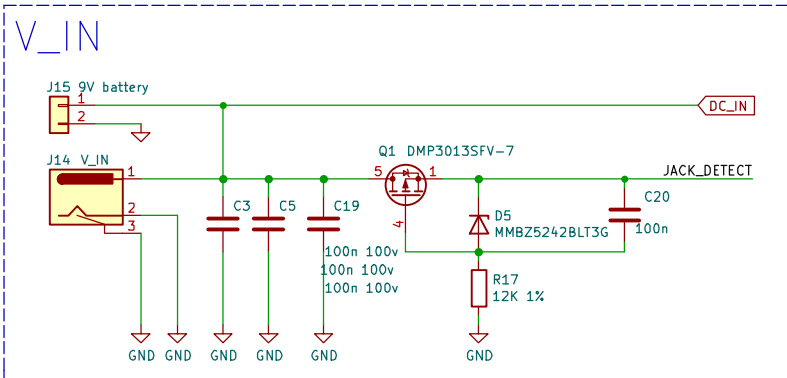 V_IN
J15 9V battery
1
2
DC_IN
J14 V_IN
1
2
3
Q1 DMP3013SFV-7
5
1
4
JACK_DETECT
C3
C5
C19
100n 100v
100n 100v
100n 100v
D5
MMBZ5242BLT3G
C20
100n
R17
12K 1%
GND
GND
GND
GND
GND
GND